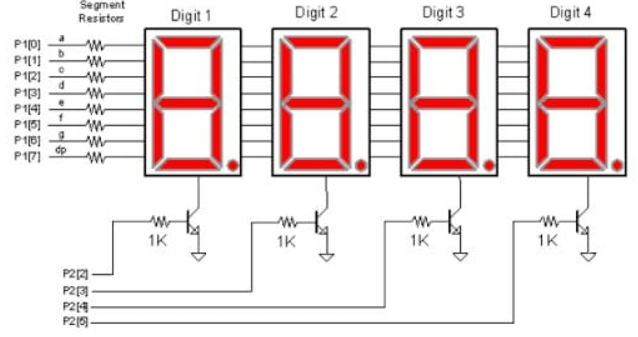 Segment
Resistors
Digit 1
Digit 2
Digit 3
Digit 4
P1[0] a
P1[1] b
P1[2] c
P1[3] d
P1[4] e
P1[5] f
P1[6] g
P1[7] dp
1K
1K
1K
1K
P2[2]
P2[3]
P2[4]
P2[5]